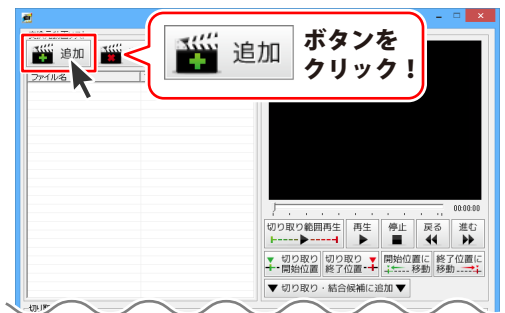 追加
追加
ボタンを
クリック！
ファイル名
00:00:00
切り取り範囲再生
再生
停止
戻る
進む
切り取り
開始位置
切り取り
終了位置
開始位置に
移動
終了位置に
移動
▼ 切り取り・結合候補に追加 ▼